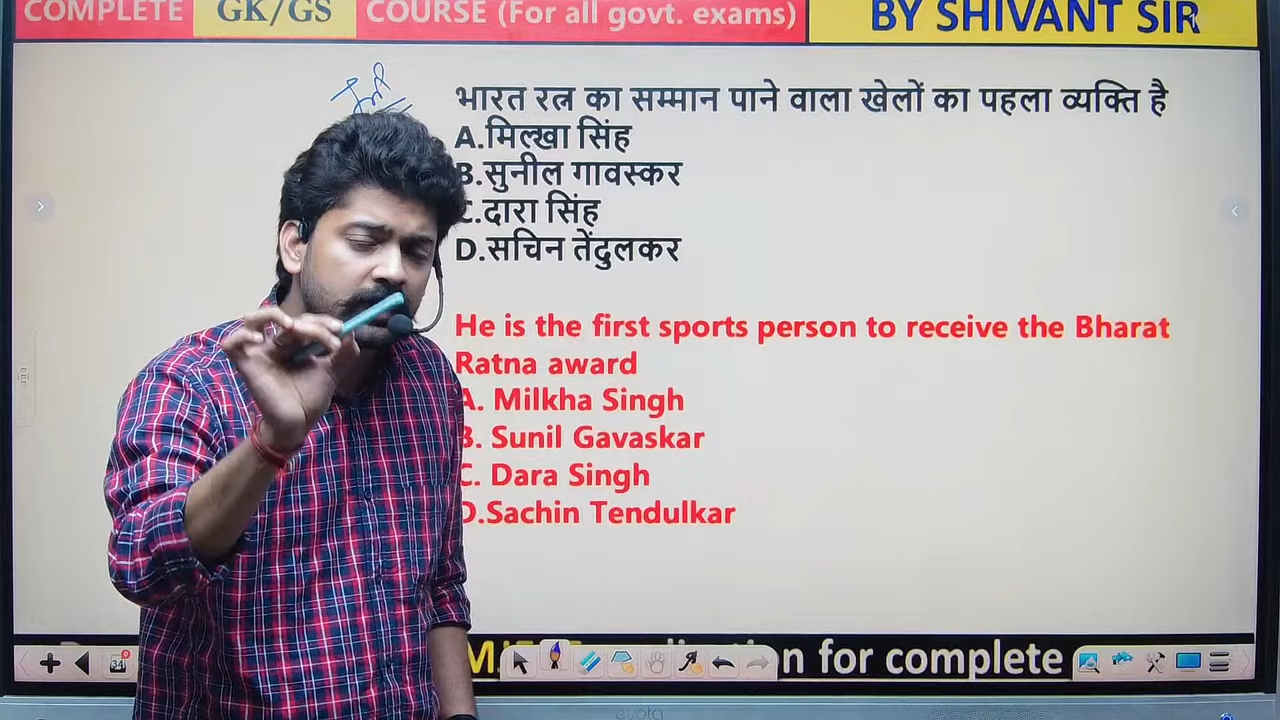 COMPLETE GK/GS COURSE (For all govt. exams) BY SHIVANT SIR
Imp
भारत रत्न का सम्मान पाने वाला खेलों का पहला व्यक्ति है
A.मिल्खा सिंह
B.सुनील गावस्कर
C.दारा सिंह
D.सचिन तेंदुलकर
He is the first sports person to receive the Bharat
Ratna award
A. Milkha Singh
B. Sunil Gavaskar
C. Dara Singh
D.Sachin Tendulkar
n for complete
34